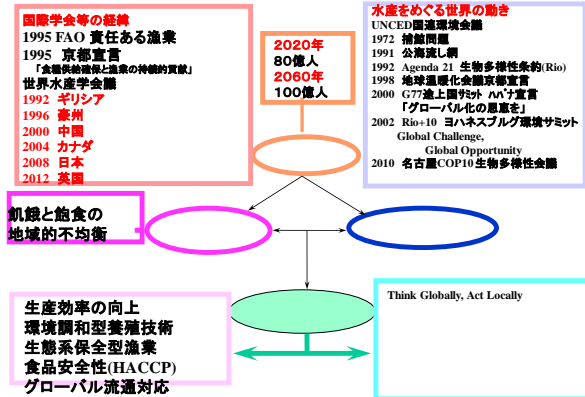 国際学会等の経緯
1995 FAO 責任ある漁業
1995 京都宣言
「食糧供給確保と漁業の持続的貢献」
世界水産学会議
1992 ギリシア
1996 豪州
2000 中国
2004 カナダ
2008 日本
2012 英国
2020年
80億人
2060年
100億人
水産をめぐる世界の動き
UNCED国連環境会議
1972 捕鯨問題
1991 公海流し網
1992 Agenda 21 生物多様性条約(Rio)
1998 地球温暖化会議京都宣言
2000 G77途上国サミット ハバナ宣言
「グローバル化の恩恵を」
2002 Rio+10 ヨハネスブルグ環境サミット
Global Challenge,
Global Opportunity
2010 名古屋COP10生物多様性会議
飢餓と飽食の
地域的不均衡
生産効率の向上
環境調和型養殖技術
生態系保全型漁業
食品安全性(HACCP)
グローバル流通対応
Think Globally, Act Locally